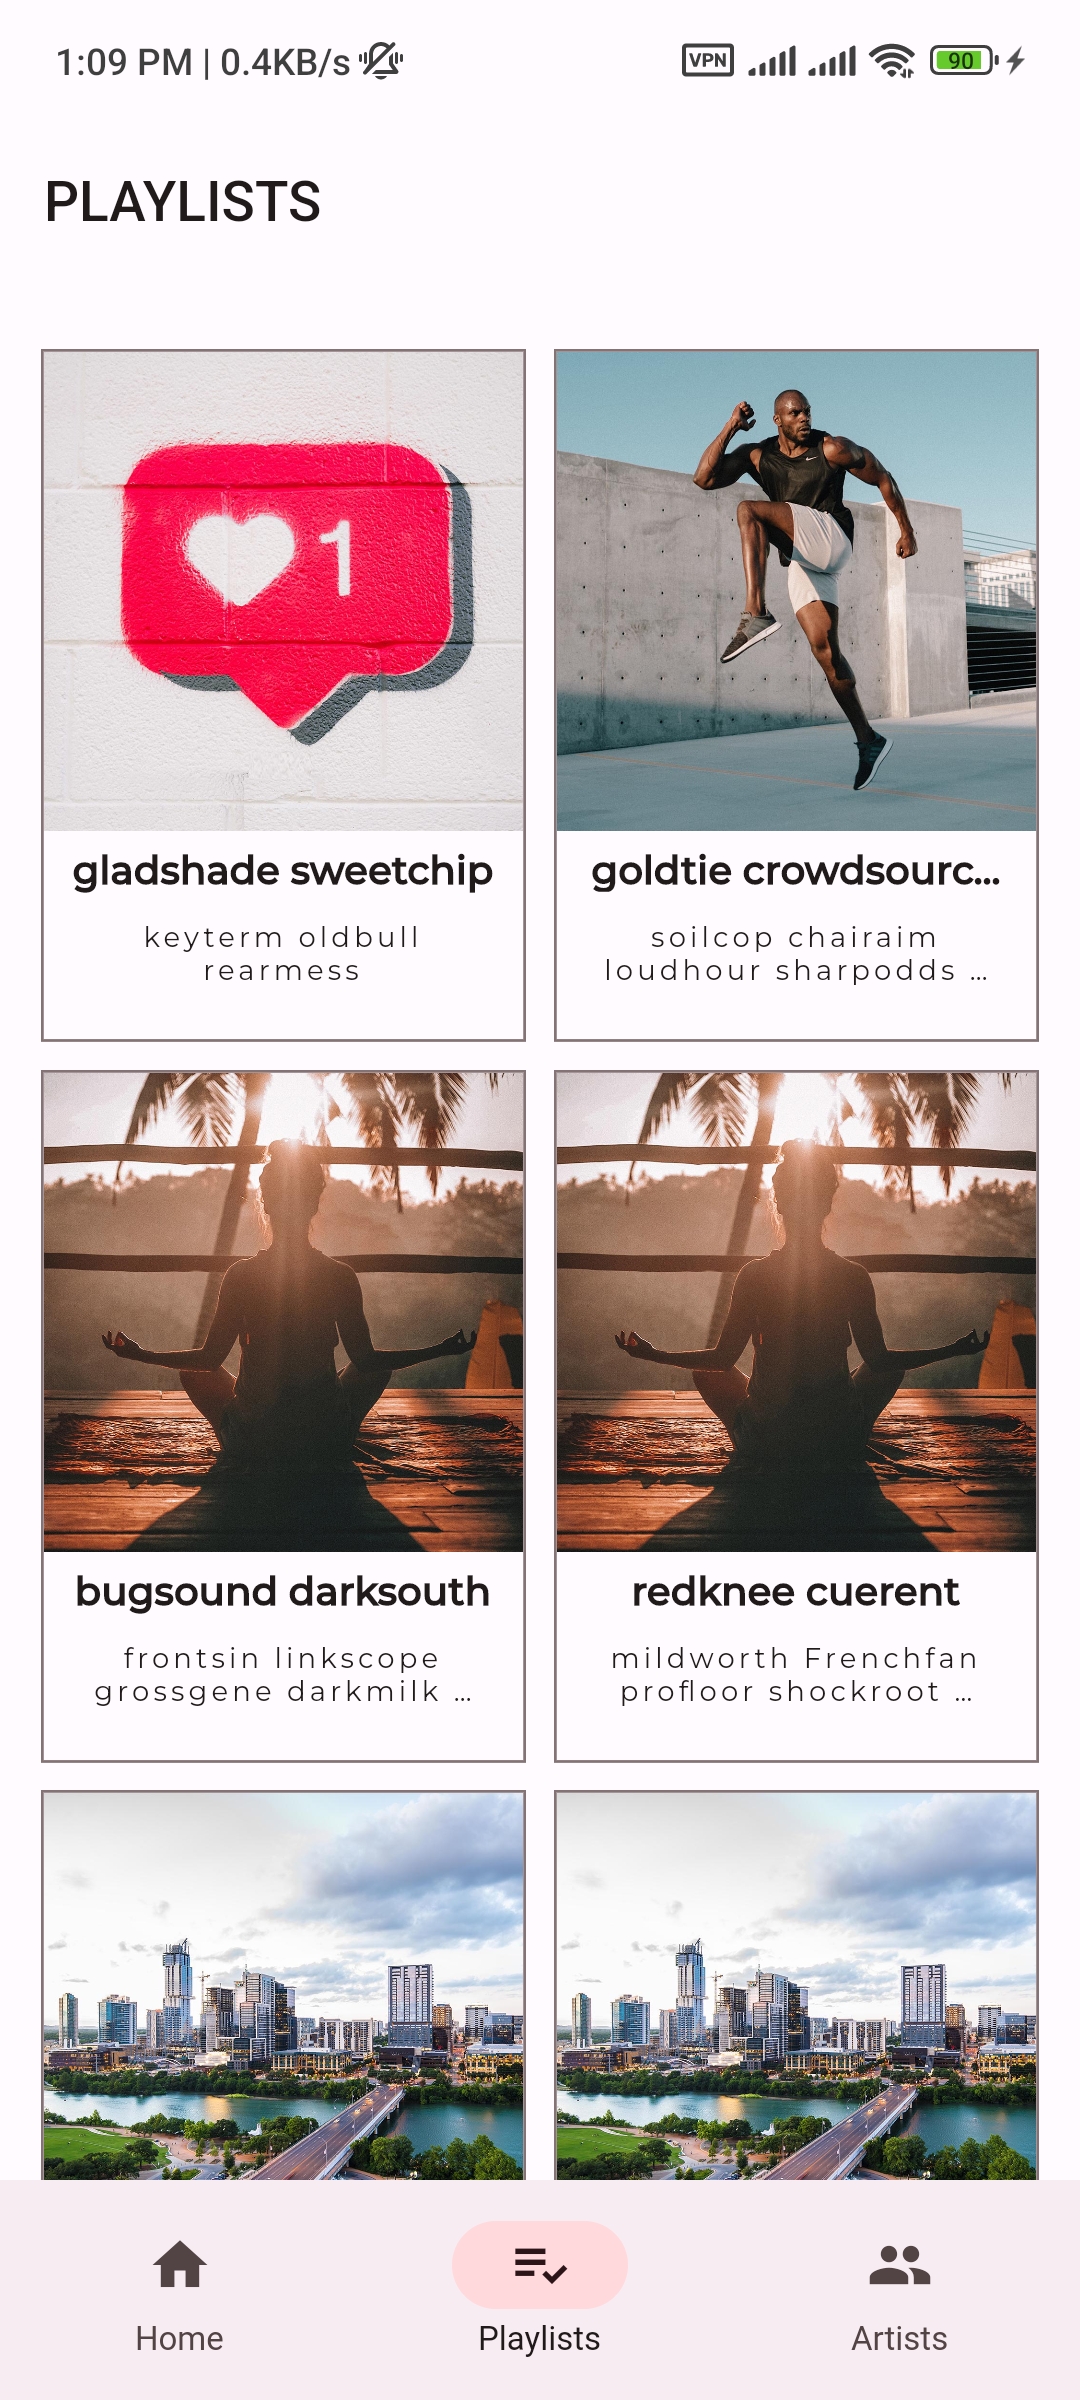 1:09 PM | 0.4KB/s
VPN
90
PLAYLISTS
1
gladshade sweetchip
keyterm oldbull
rearmess
goldtie crowdsourc...
soilcop chairaim
loudhour sharpodds ...
bugsound darksouth
frontsin linkscope
grossgene darkmilk ...
redknee cuerent
mildworth Frenchfan
profloor shockroot ...
Home
Playlists
Artists